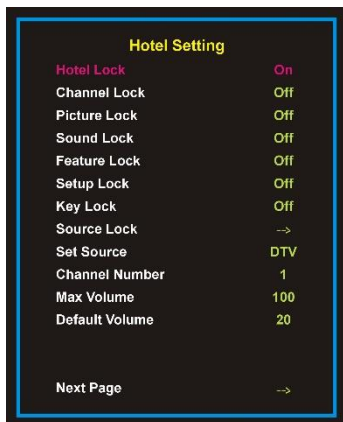 Hotel Setting
Hotel Lock On
Channel Lock Off
Picture Lock Off
Sound Lock Off
Feature Lock Off
Setup Lock Off
Key Lock Off
Source Lock -->
Set Source DTV
Channel Number 1
Max Volume 100
Default Volume 20
Next Page -->